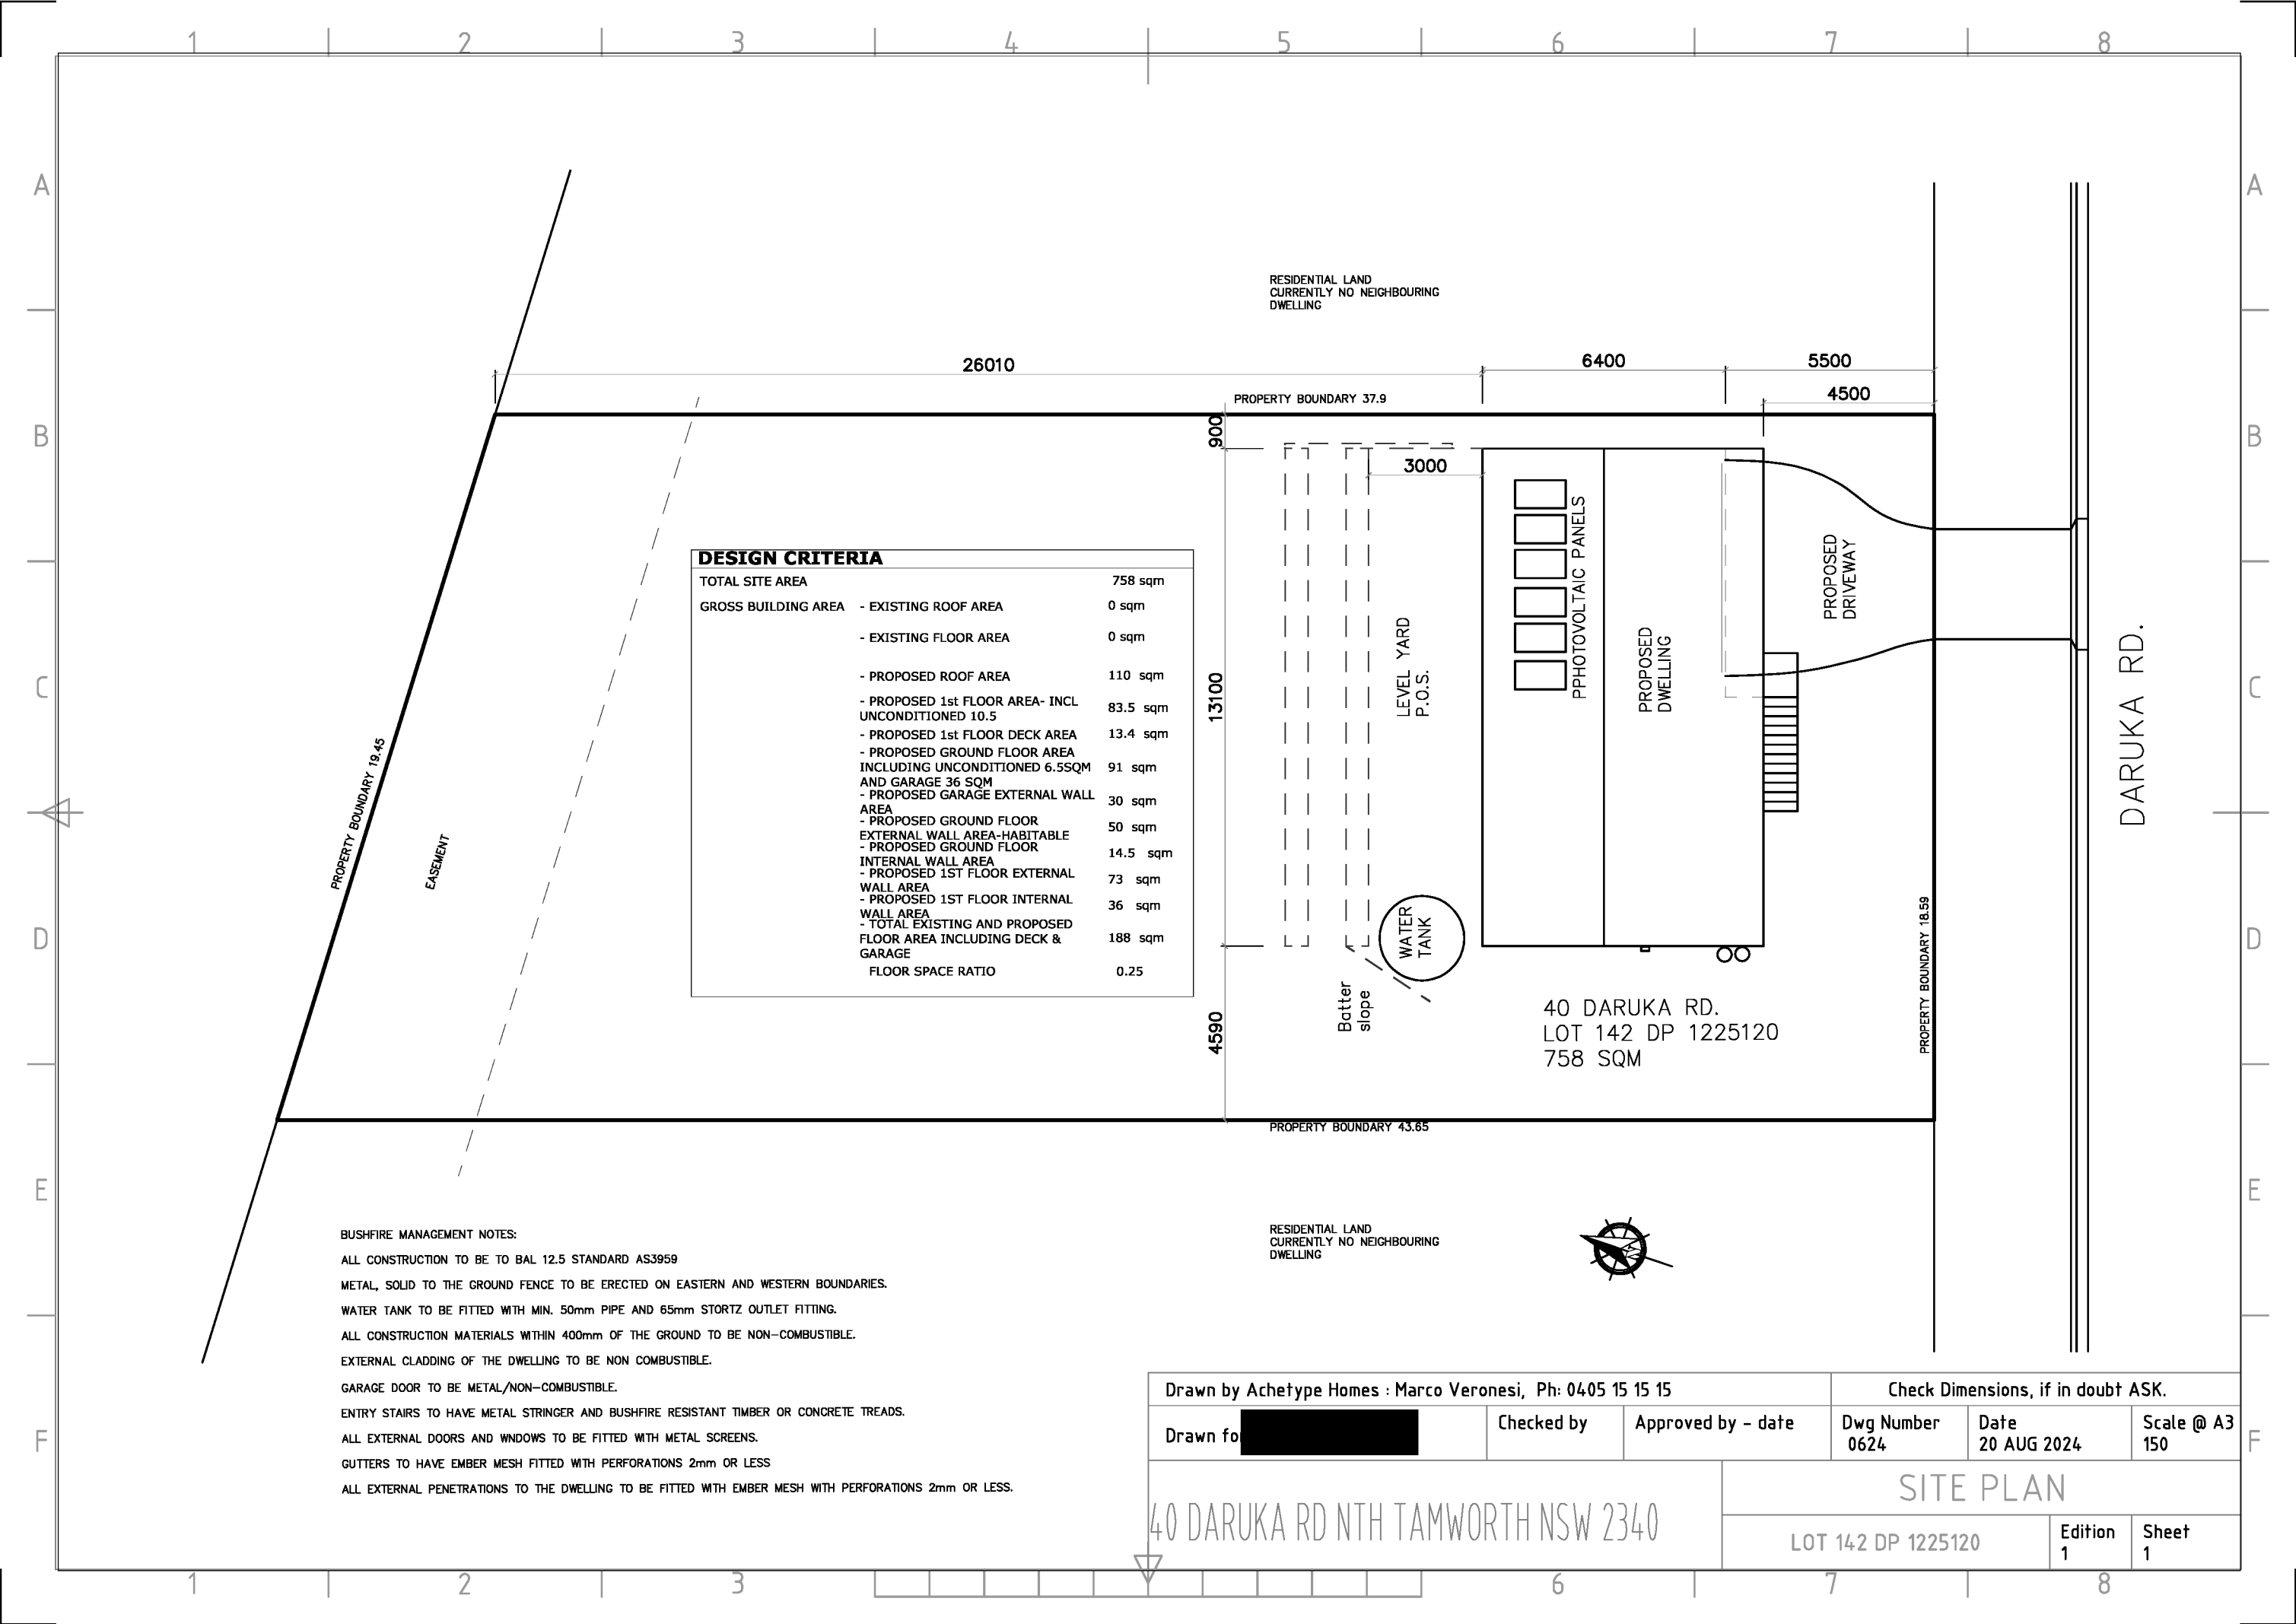 1 2 3 4 5 6 7 8
A A
RESIDENTIAL LAND
CURRENTLY NO NEIGHBOURING
DWELLING
26010 6400 5500
4500
PROPERTY BOUNDARY 37.9
B B
900
3000
DESIGN CRITERIA
TOTAL SITE AREA 758 sqm
GROSS BUILDING AREA - EXISTING ROOF AREA 0 sqm
- EXISTING FLOOR AREA 0 sqm
- PROPOSED ROOF AREA 110 sqm
- PROPOSED 1st FLOOR AREA- INCL
UNCONDITIONED 10.5 83.5 sqm
- PROPOSED 1st FLOOR DECK AREA 13.4 sqm
- PROPOSED GROUND FLOOR AREA
INCLUDING UNCONDITIONED 6.5SQM 91 sqm
AND GARAGE 36 SQM
- PROPOSED GARAGE EXTERNAL WALL
AREA 30 sqm
- PROPOSED GROUND FLOOR
EXTERNAL WALL AREA-HABITABLE 50 sqm
- PROPOSED GROUND FLOOR
INTERNAL WALL AREA 14.5 sqm
- PROPOSED 1ST FLOOR EXTERNAL
WALL AREA 73 sqm
- PROPOSED 1ST FLOOR INTERNAL
WALL AREA 36 sqm
- TOTAL EXISTING AND PROPOSED
FLOOR AREA INCLUDING DECK &
GARAGE 188 sqm
FLOOR SPACE RATIO 0.25
PPHOTOVOLTAIC PANELS
PROPOSED
DRIVEWAY
LEVEL YARD
P.O.S.
PROPOSED
DWELLING
DARUKA RD.
C C
13100
PROPERTY BOUNDARY 19.45
EASEMENT
WATER
TANK
D D
PROPERTY BOUNDARY 18.59
Batter
slope
4590
40 DARUKA RD.
LOT 142 DP 1225120
758 SQM
PROPERTY BOUNDARY 43.65
E E
RESIDENTIAL LAND
CURRENTLY NO NEIGHBOURING
DWELLING
BUSHFIRE MANAGEMENT NOTES:
ALL CONSTRUCTION TO BE TO BAL 12.5 STANDARD AS3959
METAL, SOLID TO THE GROUND FENCE TO BE ERECTED ON EASTERN AND WESTERN BOUNDARIES.
WATER TANK TO BE FITTED WITH MIN. 50mm PIPE AND 65mm STORTZ OUTLET FITTING.
ALL CONSTRUCTION MATERIALS WITHIN 400mm OF THE GROUND TO BE NON-COMBUSTIBLE.
EXTERNAL CLADDING OF THE DWELLING TO BE NON COMBUSTIBLE.
GARAGE DOOR TO BE METAL/NON-COMBUSTIBLE.
ENTRY STAIRS TO HAVE METAL STRINGER AND BUSHFIRE RESISTANT TIMBER OR CONCRETE TREADS.
ALL EXTERNAL DOORS AND WNDOWS TO BE FITTED WITH METAL SCREENS.
GUTTERS TO HAVE EMBER MESH FITTED WITH PERFORATIONS 2mm OR LESS
ALL EXTERNAL PENETRATIONS TO THE DWELLING TO BE FITTED WITH EMBER MESH WITH PERFORATIONS 2mm OR LESS.
F F
Drawn by Achetype Homes : Marco Veronesi, Ph: 0405 15 15 15
Check Dimensions, if in doubt ASK.
Drawn fo
Checked by
Approved by - date
Dwg Number
0624
Date
20 AUG 2024
Scale @ A3
150
40 DARUKA RD NTH TAMWORTH NSW 2340
SITE PLAN
LOT 142 DP 1225120
Edition
1
Sheet
1
1 2 3 6 7 8